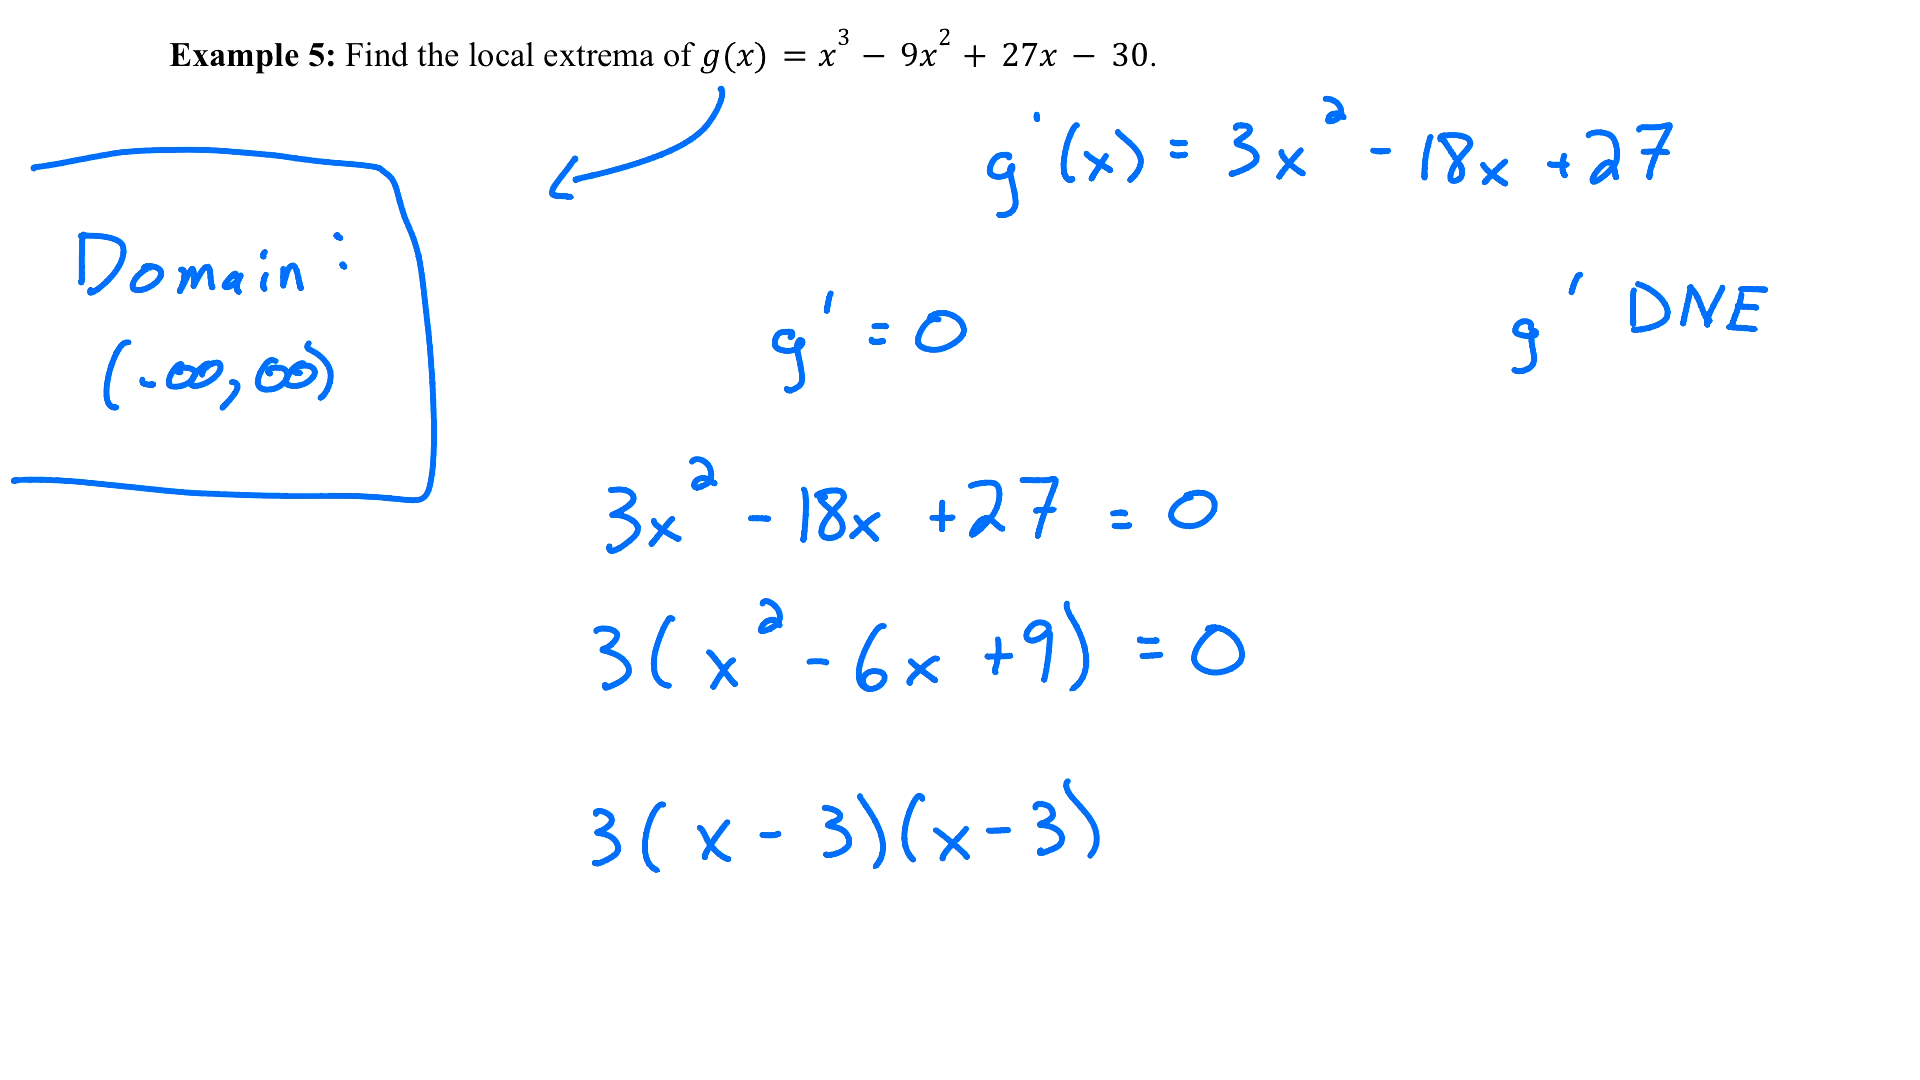 Example 5: Find the local extrema of g(x) = x³ − 9x² + 27x − 30.
g'(x) = 3x² - 18x + 27
Domain:
(-∞, ∞)
g' = 0
g' DNE
3x² - 18x + 27 = 0
3(x² - 6x + 9) = 0
3(x - 3)(x - 3)